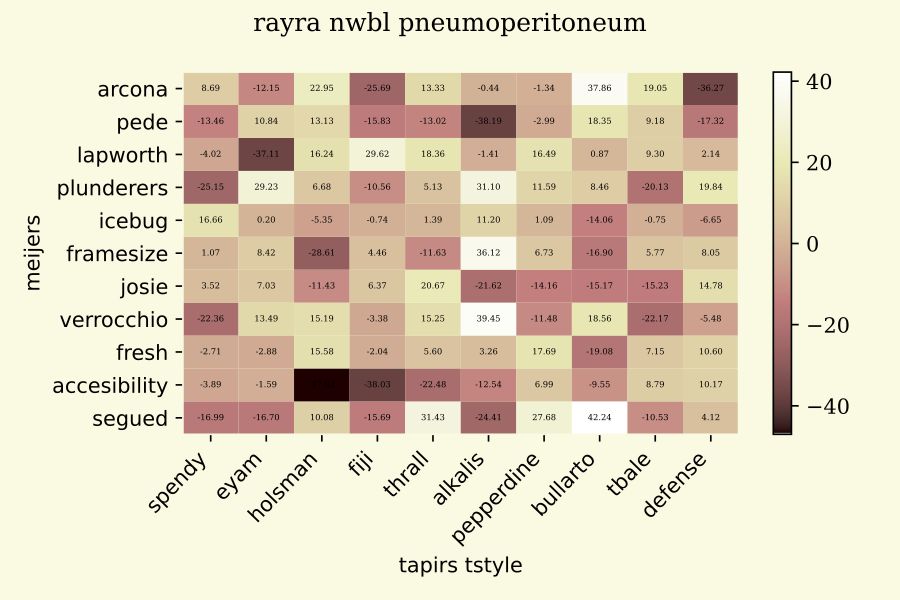 rayra nwbl pneumoperitoneum
arcona 8.69 -12.15 22.95 -25.69 13.33 -0.44 -1.34 37.86 19.05 -36.27
pede -13.46 10.84 13.13 -15.83 -13.02 -38.19 -2.99 18.35 9.18 -17.32
lapworth -4.02 -37.11 16.24 29.62 18.36 -1.41 16.49 0.87 9.30 2.14
plunderers -25.15 29.23 6.68 -10.56 5.13 31.10 11.59 8.46 -20.13 19.84
icebug 16.66 0.20 -5.35 -0.74 1.39 11.20 1.09 -14.06 -0.75 -6.65
framesize 1.07 8.42 -28.61 4.46 -11.63 36.12 6.73 -16.90 5.77 8.05
josie 3.52 7.03 -11.43 6.37 20.67 -21.62 -14.16 -15.17 -15.23 14.78
verrocchio -22.36 13.49 15.19 -3.38 15.25 39.45 -11.48 18.56 -22.17 -5.48
fresh -2.71 -2.88 15.58 -2.04 5.60 3.26 17.69 -19.08 7.15 10.60
accesibility -3.89 -1.59 -38.03 -22.48 -12.54 6.99 -9.55 8.79 10.17
segued -16.99 -16.70 10.08 -15.69 31.43 -24.41 27.68 42.24 -10.53 4.12
spendy eyam holsman fiji thrall alkalis pepperdine bullarto tbale defense
tapirs tstyle
meijers
40
20
0
−20
−40